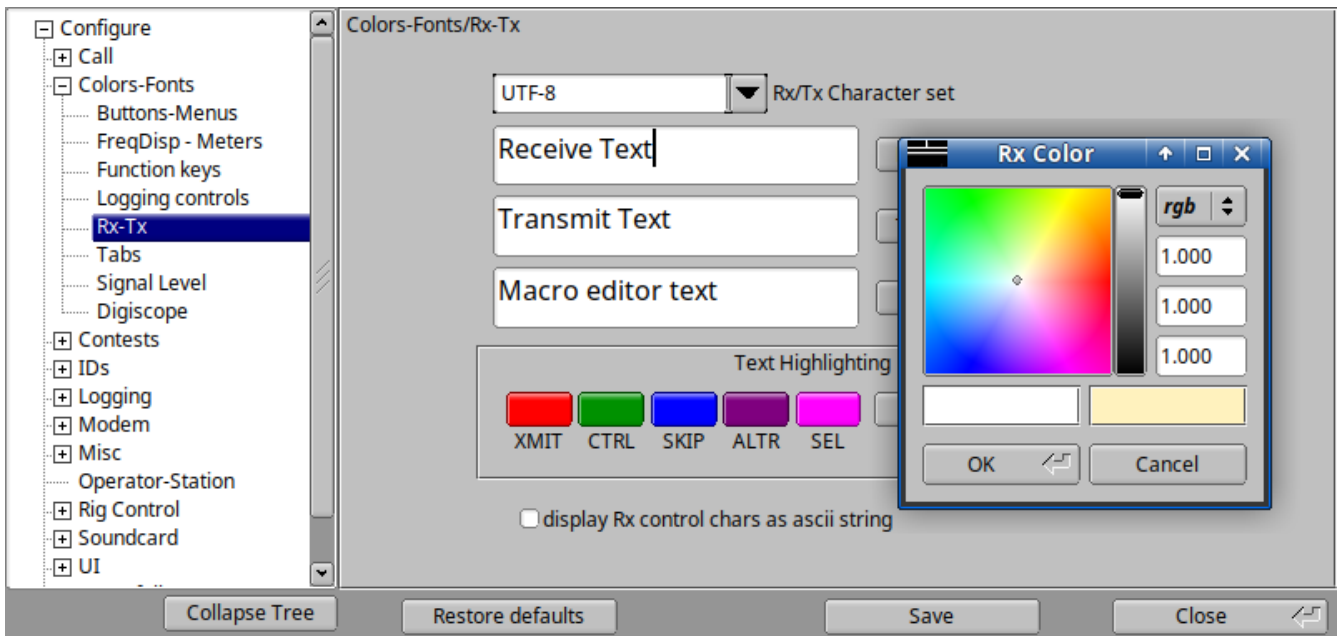 Configure
Call
Colors-Fonts
Buttons-Menus
FreqDisp - Meters
Function keys
Logging controls
Rx-Tx
Tabs
Signal Level
Digiscope
Contests
IDs
Logging
Modem
Misc
Operator-Station
Rig Control
Soundcard
UI
Collapse Tree
Colors-Fonts/Rx-Tx
UTF-8 Rx/Tx Character set
Receive Text
Transmit Text
Macro editor text
Text Highlighting
XMIT CTRL SKIP ALTR SEL
display Rx control chars as ascii string
Rx Color
rgb
1.000
1.000
1.000
OK Cancel
Restore defaults Save Close